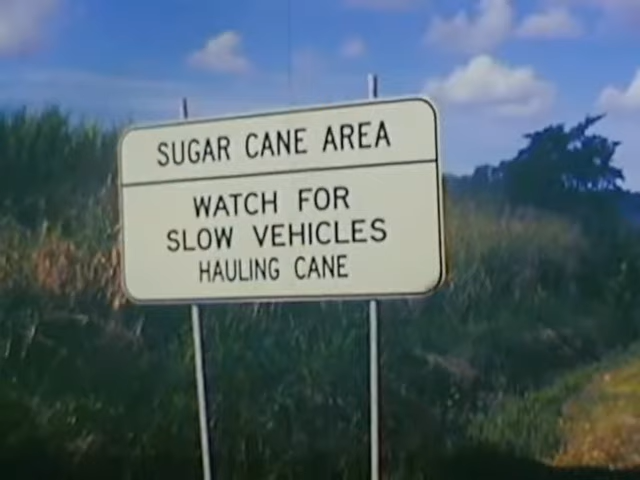 SUGAR CANE AREA
WATCH FOR
SLOW VEHICLES
HAULING CANE